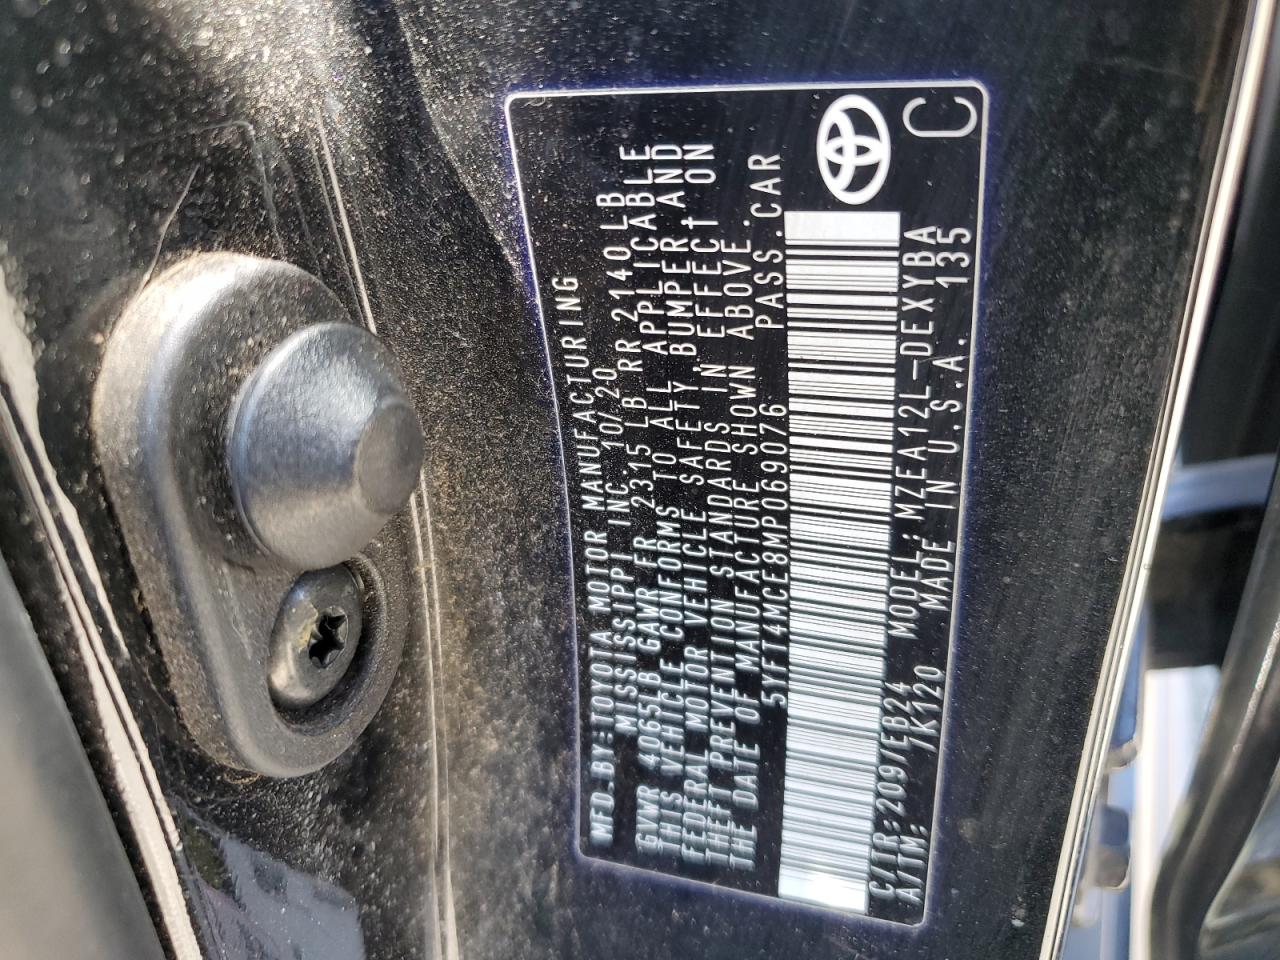 MFD.BY:TOYOTA MOTOR MANUFACTURING
MISSISSIPPI INC. 10/20
GVWR 4065LB GAWR FR 2315 LB RR 2140 LB
THIS VEHICLE CONFORMS TO ALL APPLICABLE
FEDERAL MOTOR VEHICLE SAFETY, BUMPER, AND
THEFT PREVENTION STANDARDS IN EFFECT ON
THE DATE OF MANUFACTURE SHOWN ABOVE.
5YFT4MCE8MP069076 PASS.CAR
C/TR:209/EB24 MODEL:MZEA12L-DEXYBA
A/TM: /K120 MADE IN U.S.A. 135
C